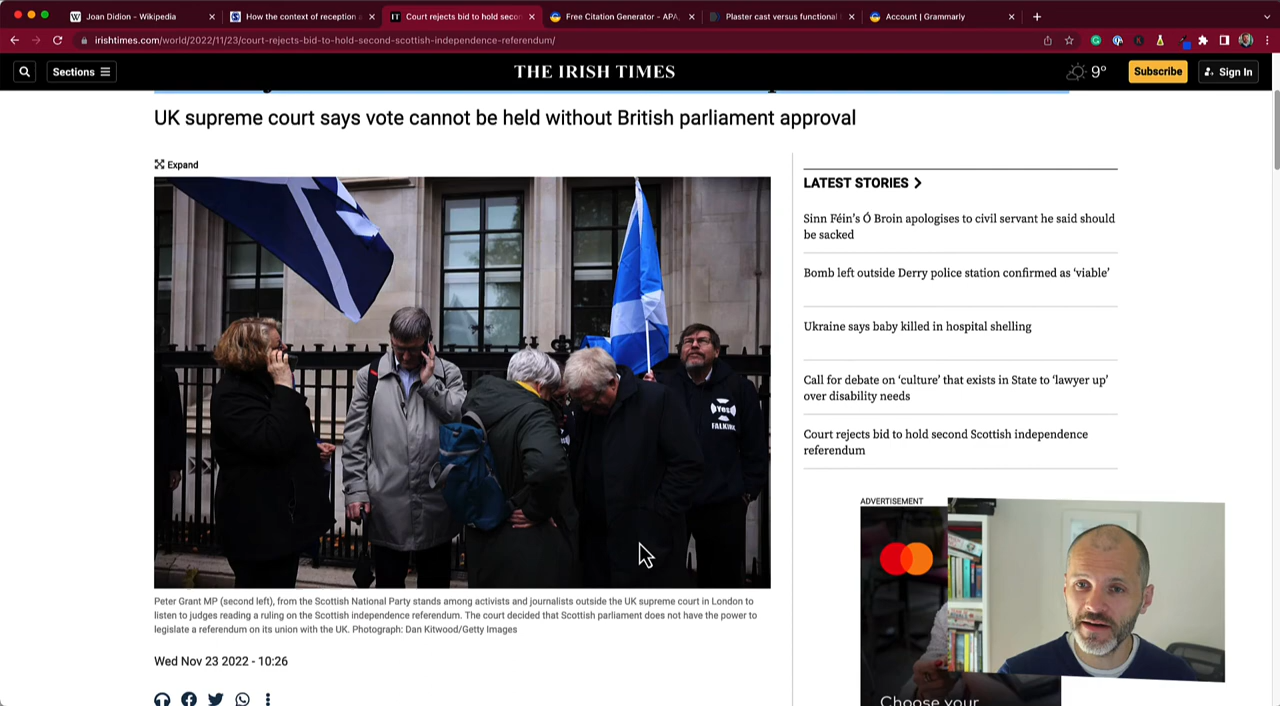 Joan Didion - Wikipedia
How the context of reception a
IT Court rejects bid to hold secon
Free Citation Generator - APA,
Plaster cast versus functional
Account | Grammarly
irishtimes.com/world/2022/11/23/court-rejects-bid-to-hold-second-scottish-independence-referendum/
Sections
THE IRISH TIMES
9°
Subscribe
Sign In
UK supreme court says vote cannot be held without British parliament approval
Expand
YES
FALKIRK
Peter Grant MP (second left), from the Scottish National Party stands among activists and journalists outside the UK supreme court in London to
listen to judges reading a ruling on the Scottish independence referendum. The court decided that Scottish parliament does not have the power to
legislate a referendum on its union with the UK. Photograph: Dan Kitwood/Getty Images
Wed Nov 23 2022 - 10:26
LATEST STORIES
Sinn Féin's Ó Broin apologises to civil servant he said should
be sacked
Bomb left outside Derry police station confirmed as 'viable'
Ukraine says baby killed in hospital shelling
Call for debate on 'culture' that exists in State to 'lawyer up'
over disability needs
Court rejects bid to hold second Scottish independence
referendum
ADVERTISEMENT
Choose your